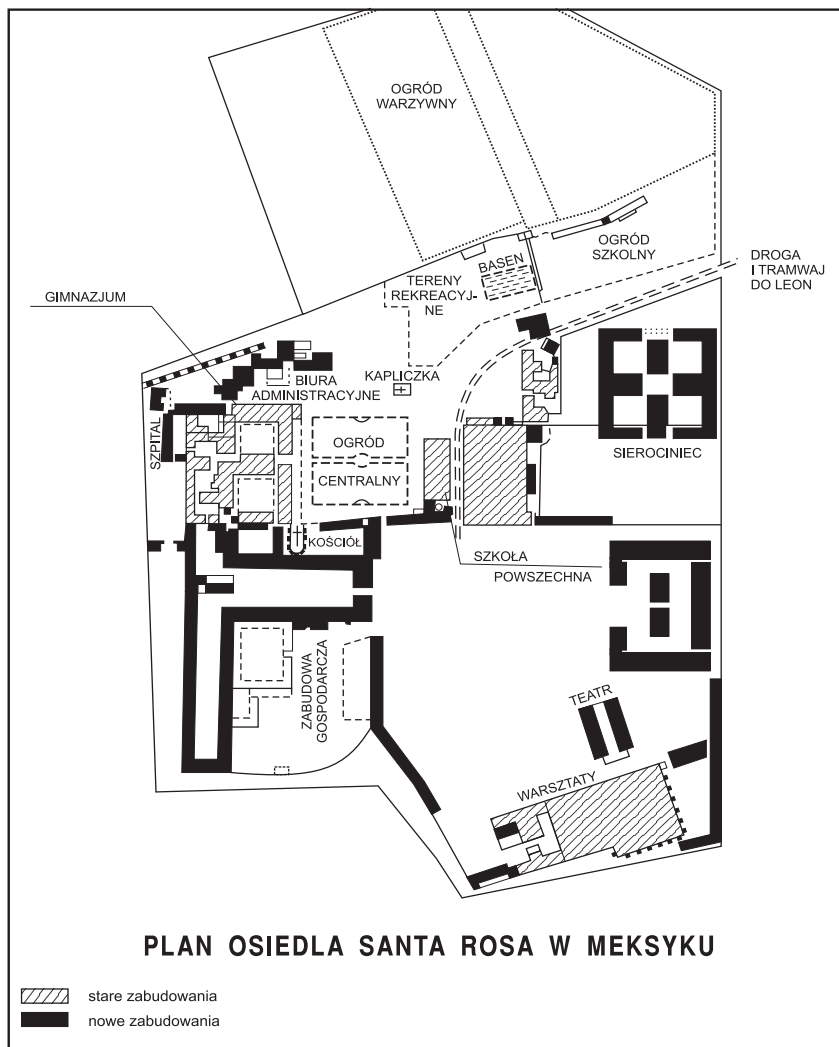 OGRÓD
WARZYWNY
OGRÓD
SZKOLNY
BASEN
TERENY
REKREACYJ-
NE
DROGA
I TRAMWAJ
DO LEON
GIMNAZJUM
BIURA
ADMINISTRACYJNE
KAPLICZKA
SZPITAL
OGRÓD
CENTRALNY
SIEROCINIEC
KOŚCIÓŁ
SZKOŁA
POWSZECHNA
ZABUDOWA
GOSPODARCZA
TEATR
WARSZTATY
PLAN OSIEDLA SANTA ROSA W MEKSYKU
stare zabudowania
nowe zabudowania